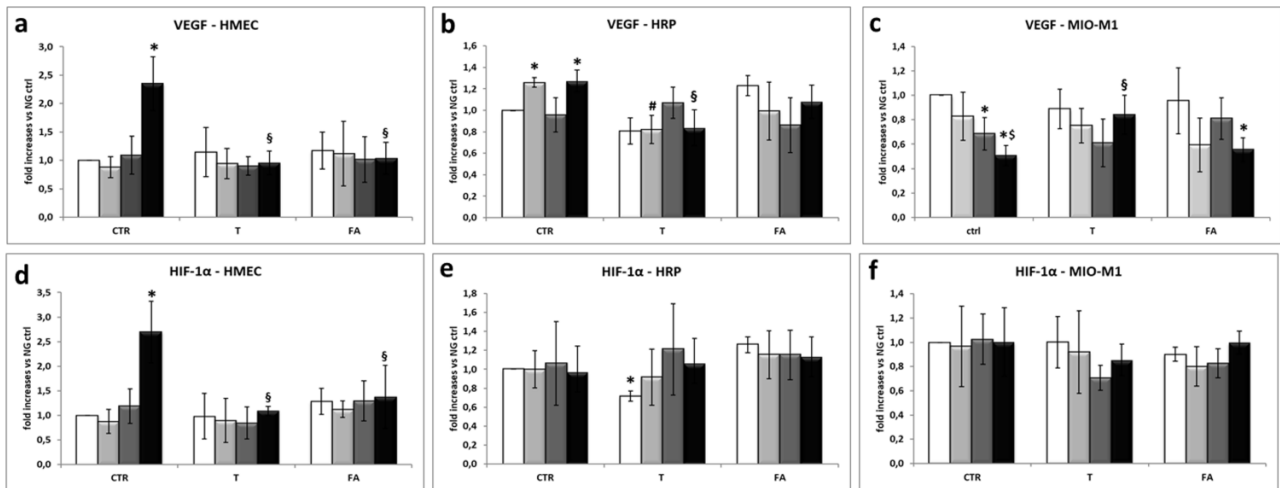 a
VEGF - HMEC
fold increases vs NG ctrl
3,0
2,5
2,0
1,5
1,0
0,5
0,0
*
§
§
CTR T FA
b
VEGF - HRP
fold increases vs NG ctrl
1,6
1,4
1,2
1,0
0,8
0,6
0,4
0,2
0,0
*
*
#
§
CTR T FA
c
VEGF - MIO-M1
fold increases vs NG ctrl
1,4
1,2
1,0
0,8
0,6
0,4
0,2
0,0
*
*$
§
*
ctrl T FA
d
HIF-1α - HMEC
fold increases vs NG ctrl
3,5
3,0
2,5
2,0
1,5
1,0
0,5
0,0
*
§
§
CTR T FA
e
HIF-1α - HRP
fold increases vs NG ctrl
1,8
1,6
1,4
1,2
1,0
0,8
0,6
0,4
0,2
0,0
*
CTR T FA
f
HIF-1α - MIO-M1
fold increases vs NG ctrl
1,4
1,2
1,0
0,8
0,6
0,4
0,2
0,0
CTR T FA